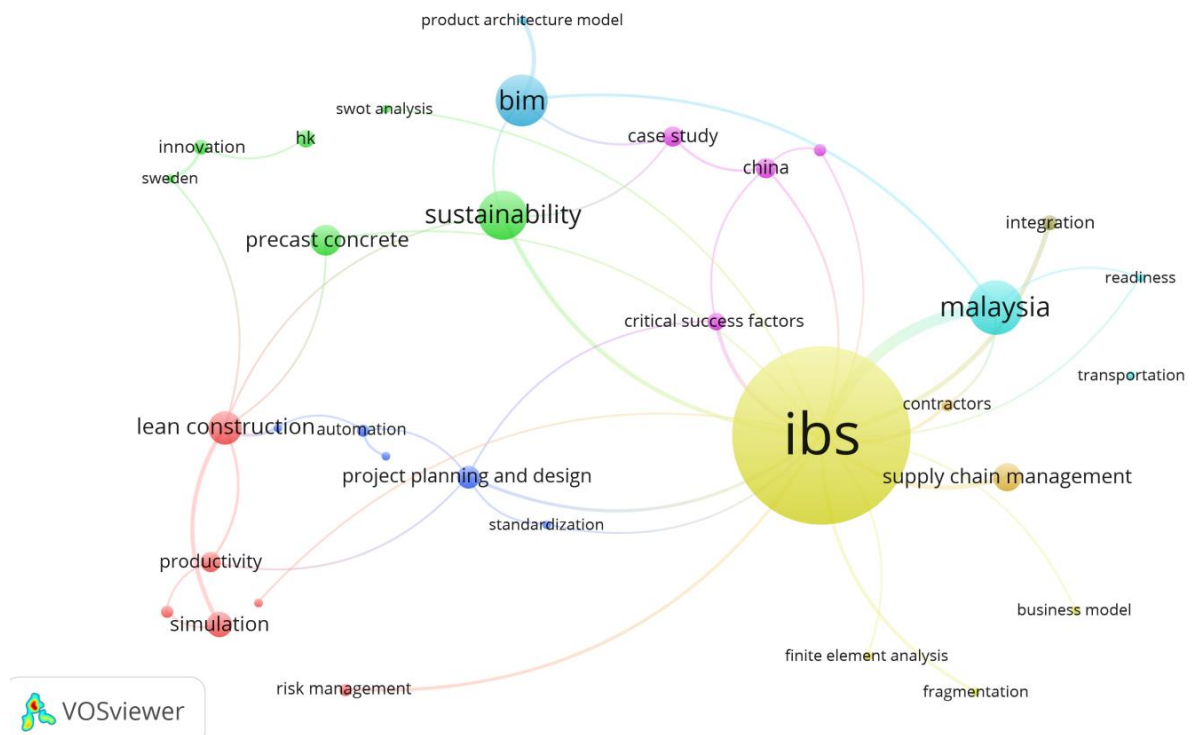 product architecture model
bim
swot analysis
hk
case study
innovation
china
sweden
sustainability
integration
precast concrete
readiness
malaysia
critical success factors
transportation
contractors
lean construction
automation
ibs
project planning and design
supply chain management
standardization
productivity
business model
simulation
finite element analysis
risk management
fragmentation
VOSviewer